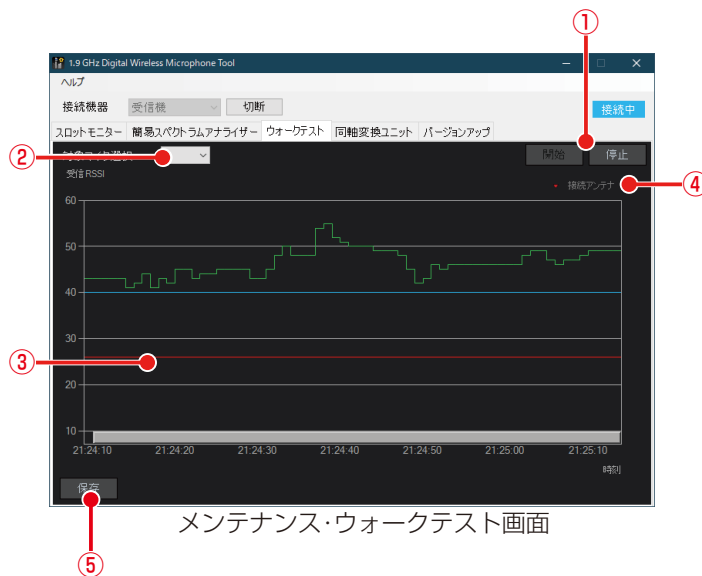 ①
1.9 GHz Digital Wireless Microphone Tool
ヘルプ
接続機器 受信機 切断 接続中
スロットモニター 簡易スペクトラムアナライザー ウォークテスト 同軸変換ユニット バージョンアップ
② 対象マイク選択 開始 停止
受信RSSI
接続アンテナ ④
60
50
40
30
③
20
10
21:24:10 21:24:20 21:24:30 21:24:40 21:24:50 21:25:00 21:25:10
時刻
保存
メンテナンス・ウォークテスト画面
⑤